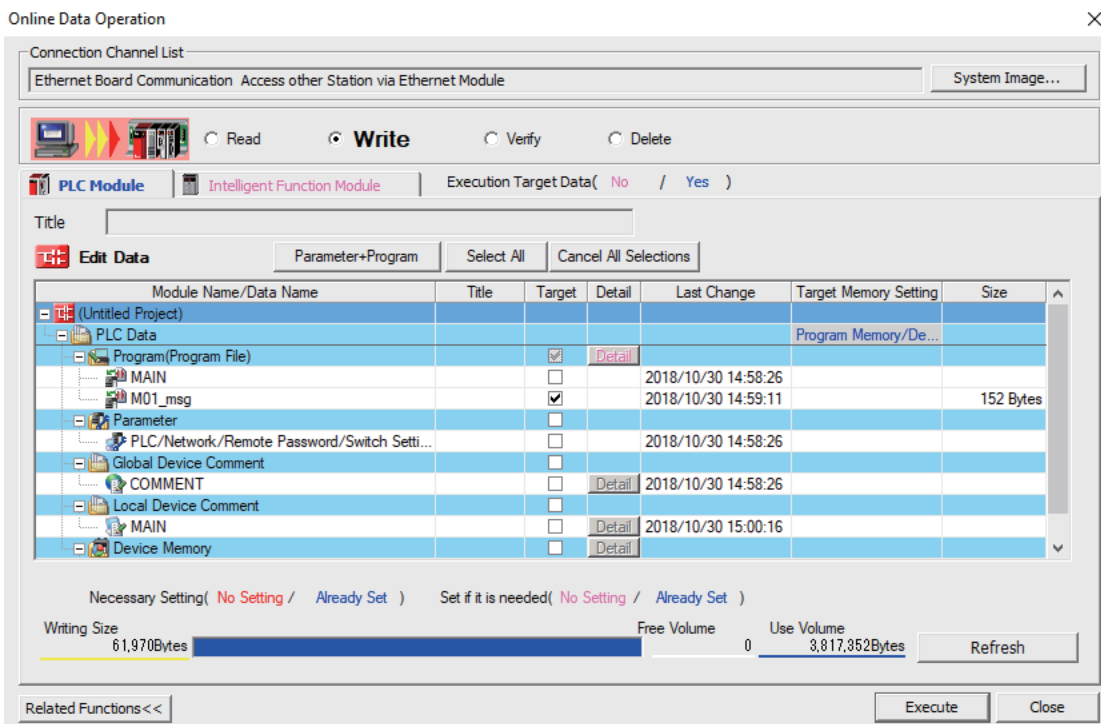 Online Data Operation
Connection Channel List
Ethernet Board Communication Access other Station via Ethernet Module System Image...
Read Write Verify Delete
PLC Module Intelligent Function Module Execution Target Data( No / Yes )
Title
Edit Data Parameter+Program Select All Cancel All Selections
Module Name/Data Name Title Target Detail Last Change Target Memory Setting Size
(Untitled Project)
PLC Data Program Memory/De...
Program(Program File) Detail
MAIN 2018/10/30 14:58:26
M01_msg 2018/10/30 14:59:11 152 Bytes
Parameter
PLC/Network/Remote Password/Switch Setti... 2018/10/30 14:58:26
Global Device Comment
COMMENT Detail 2018/10/30 14:58:26
Local Device Comment
MAIN Detail 2018/10/30 15:00:16
Device Memory Detail
Necessary Setting( No Setting / Already Set ) Set if it is needed( No Setting / Already Set )
Writing Size Free Volume Use Volume
61,970Bytes 0 3,817,352Bytes Refresh
Related Functions<< Execute Close